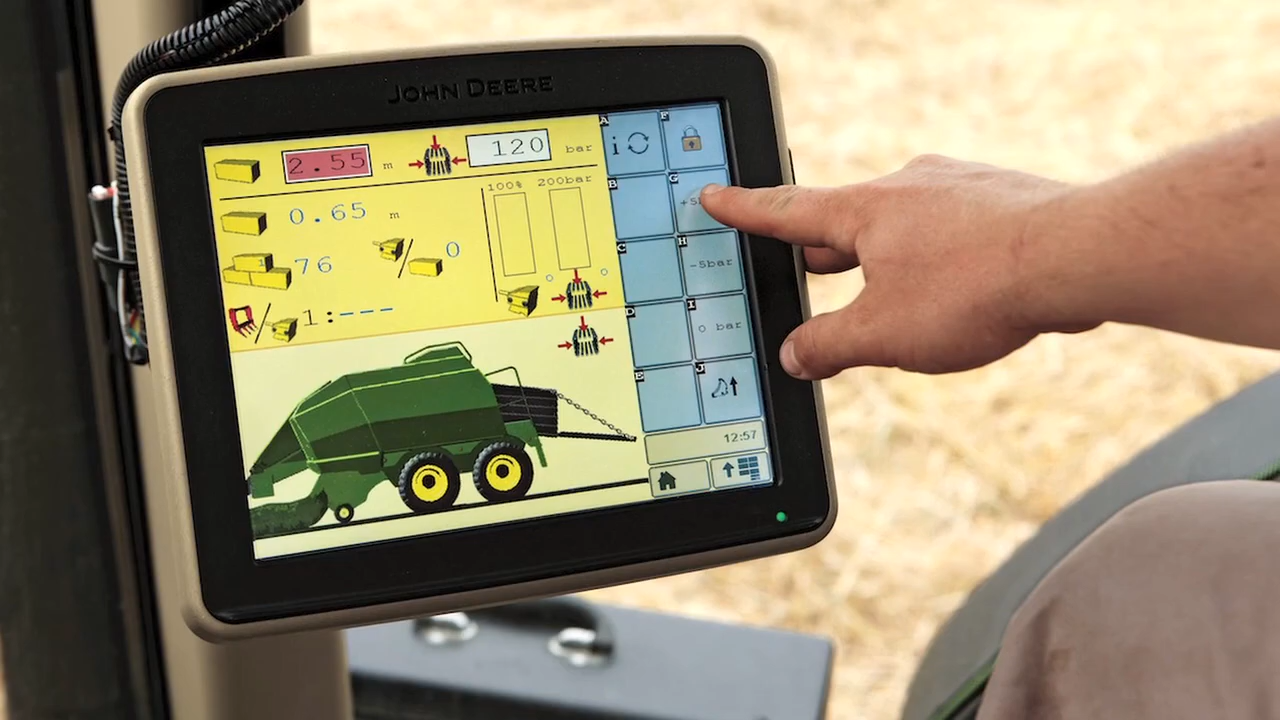 JOHN DEERE
2.55 m 120 bar
100% 200bar
0.65 m
76 0
1:---
A F
i
B G
C H
-5bar
D I
0 bar
E J
12:57